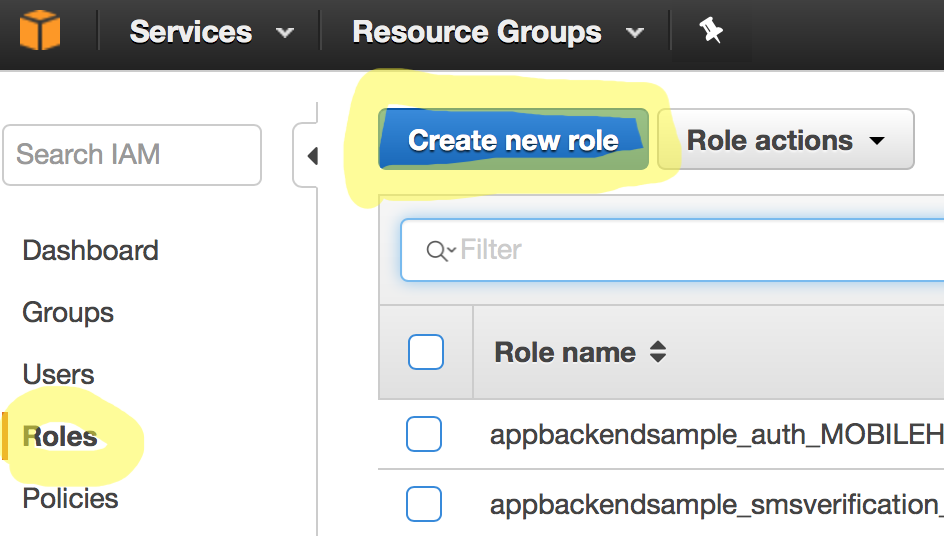 Services Resource Groups
Search IAM
Create new role Role actions
Filter
Dashboard
Groups
Users
Roles
Policies
Role name
appbackendsample_auth_MOBILEH
appbackendsample_smsverification_